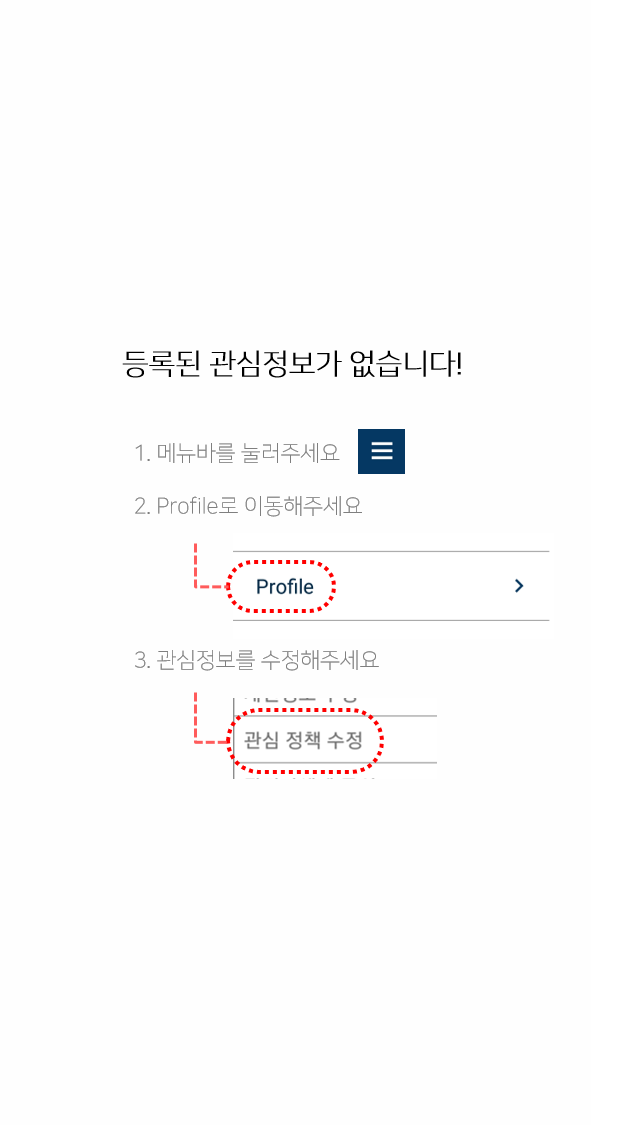 등록된 관심정보가 없습니다!
1. 메뉴바를 눌러주세요
2. Profile로 이동해주세요
Profile
3. 관심정보를 수정해주세요
관심 정책 수정